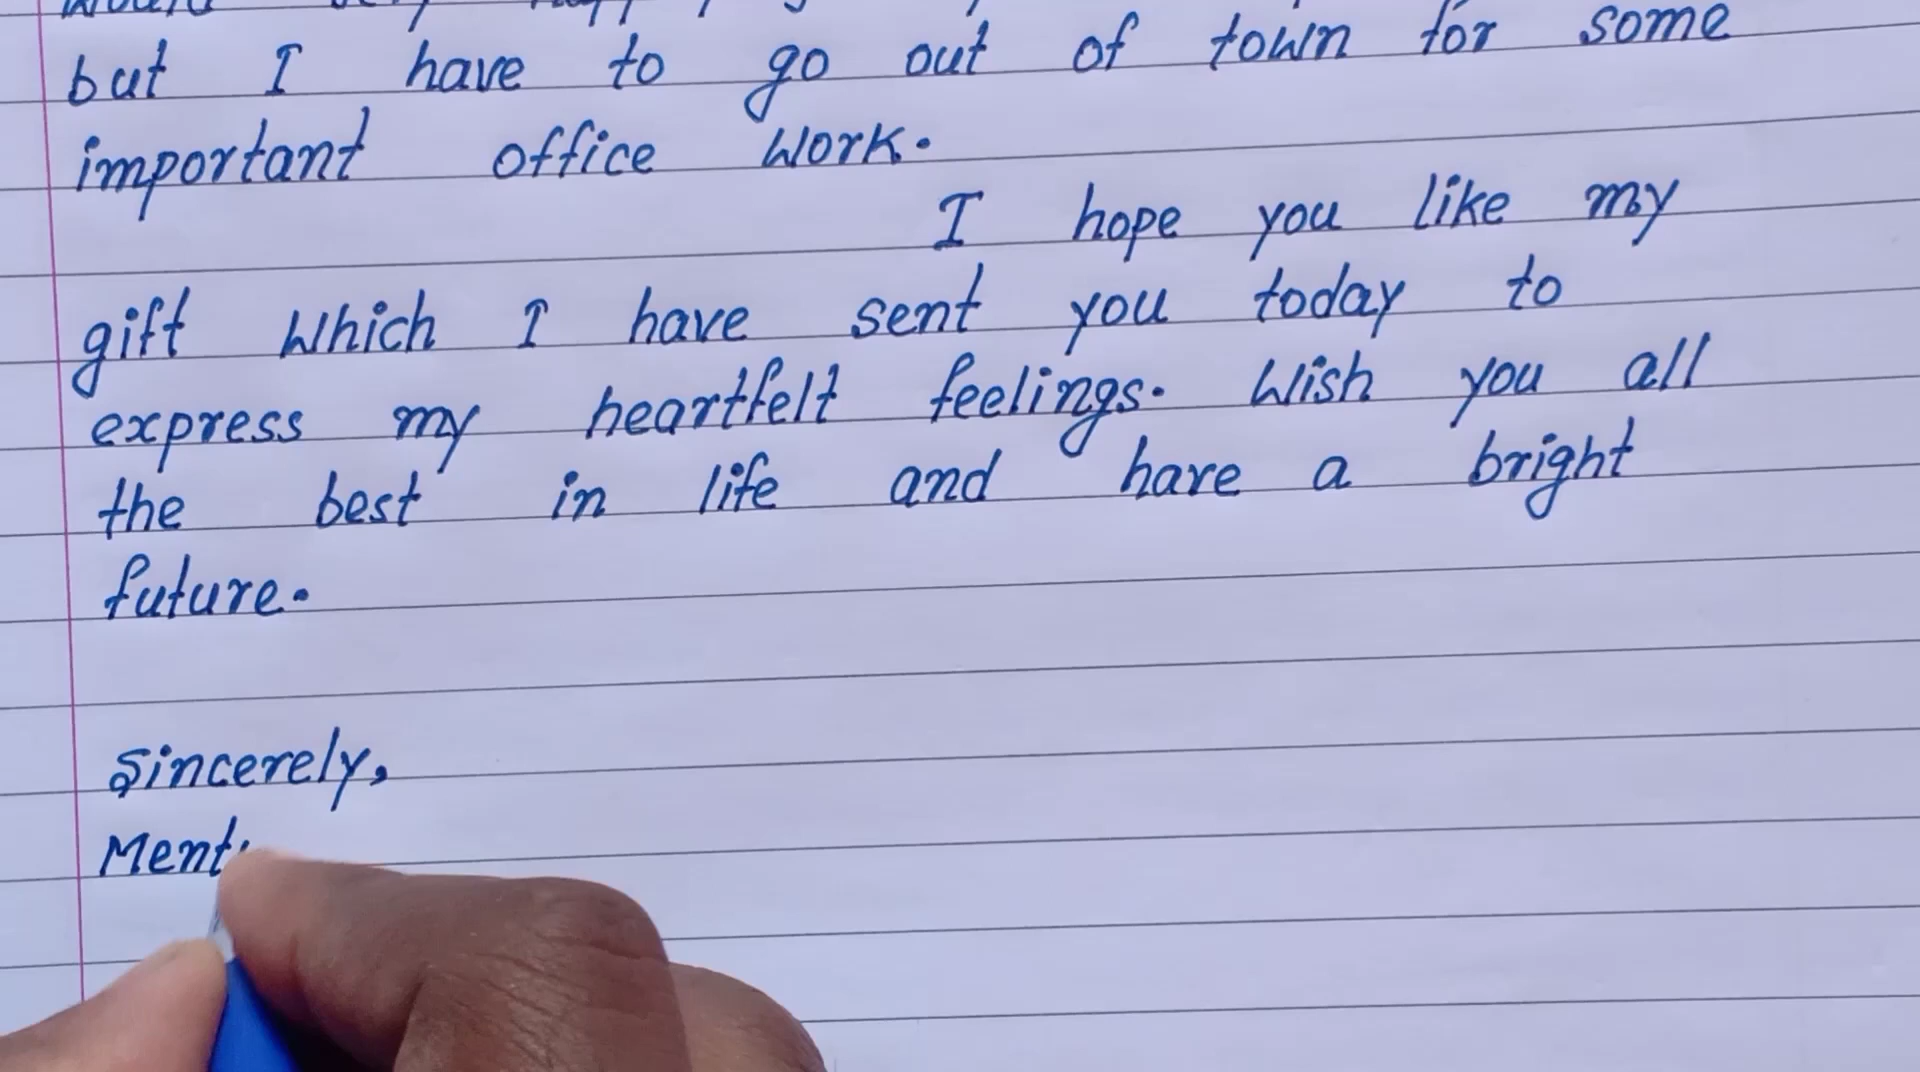 but I have to go out of town for some
important office work.
I hope you like my
gift which I have sent you today to
express my heartfelt feelings. Wish you all
the best in life and have a bright
future.
Sincerely,
Ment